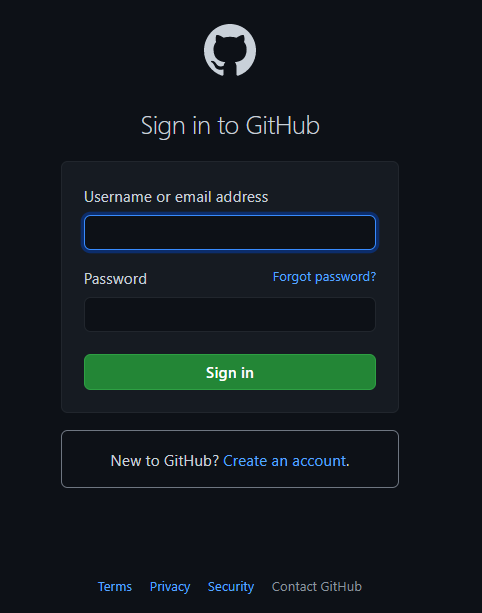 Sign in to GitHub
Username or email address
Password Forgot password?
Sign in
New to GitHub? Create an account.
Terms Privacy Security Contact GitHub